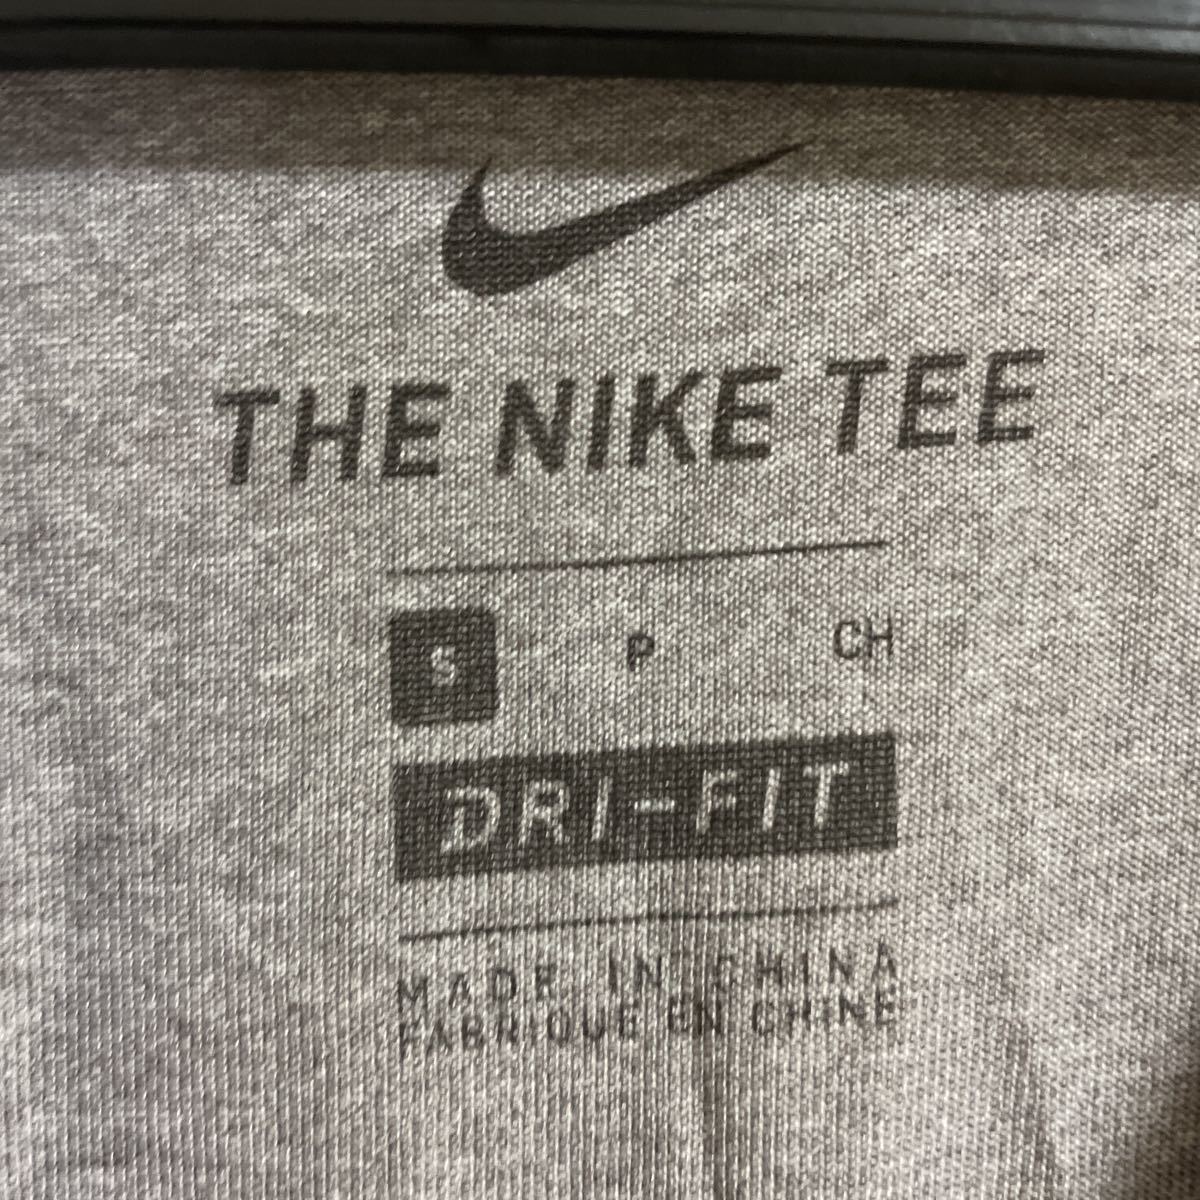 THE NIKE TEE
S P CH
DRI-FIT
MADE IN CHINA
FABRIQUE EN CHINE